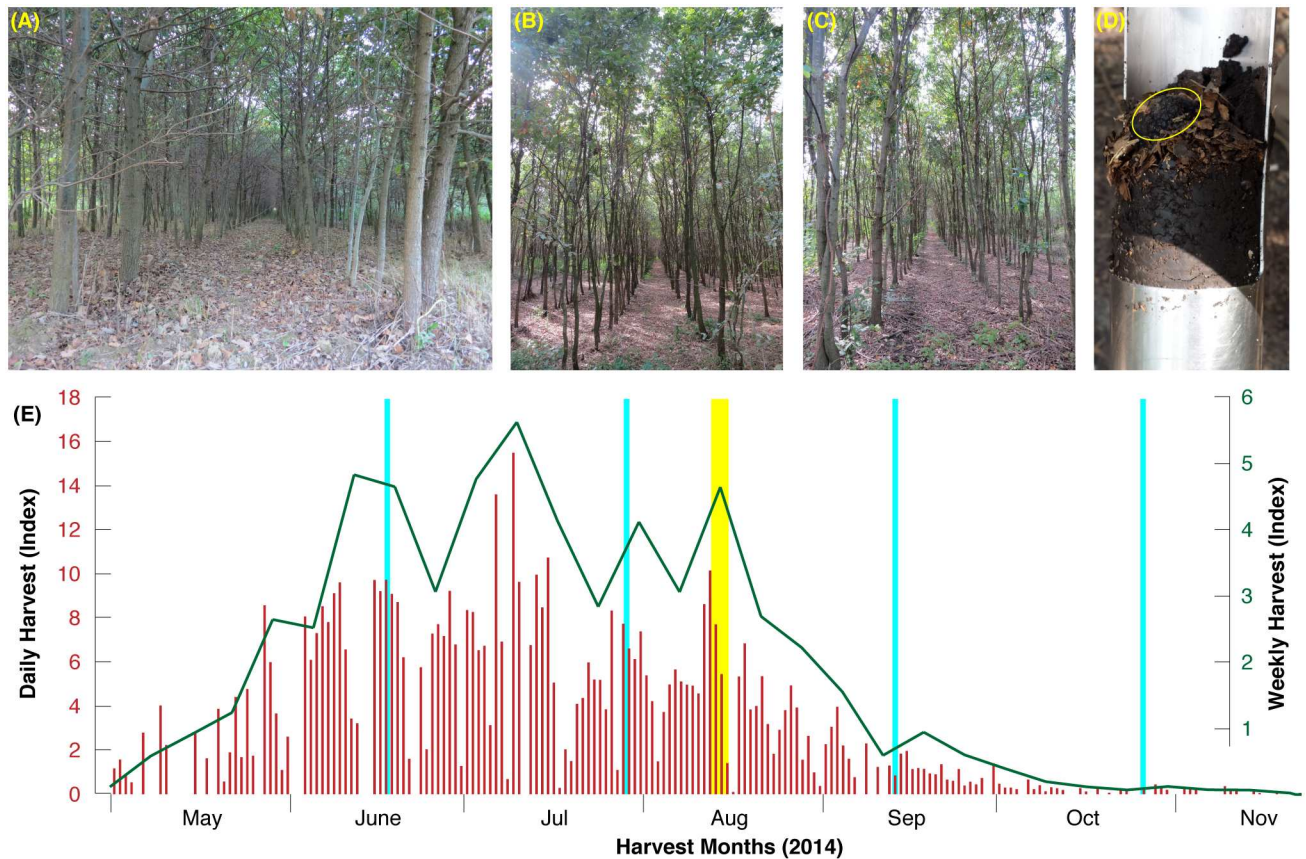 (A)
(B)
(C)
(D)
(E)
18
16
14
12
10
8
6
4
2
0
Daily Harvest (Index)
6
5
4
3
2
1
Weekly Harvest (Index)
May June Jul Aug Sep Oct Nov
Harvest Months (2014)